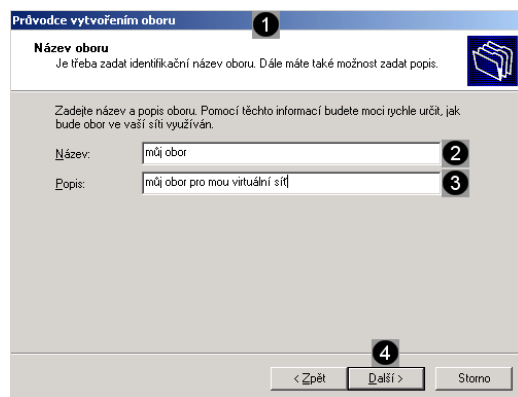 Průvodce vytvořením oboru 1
Název oboru
Je třeba zadat identifikační název oboru. Dále máte také možnost zadat popis.
Zadejte název a popis oboru. Pomocí těchto informací budete moci rychle určit, jak
bude obor ve vaší síti využíván.
Název: můj obor 2
Popis: můj obor pro mou virtuální síť 3
4
< Zpět Další > Storno